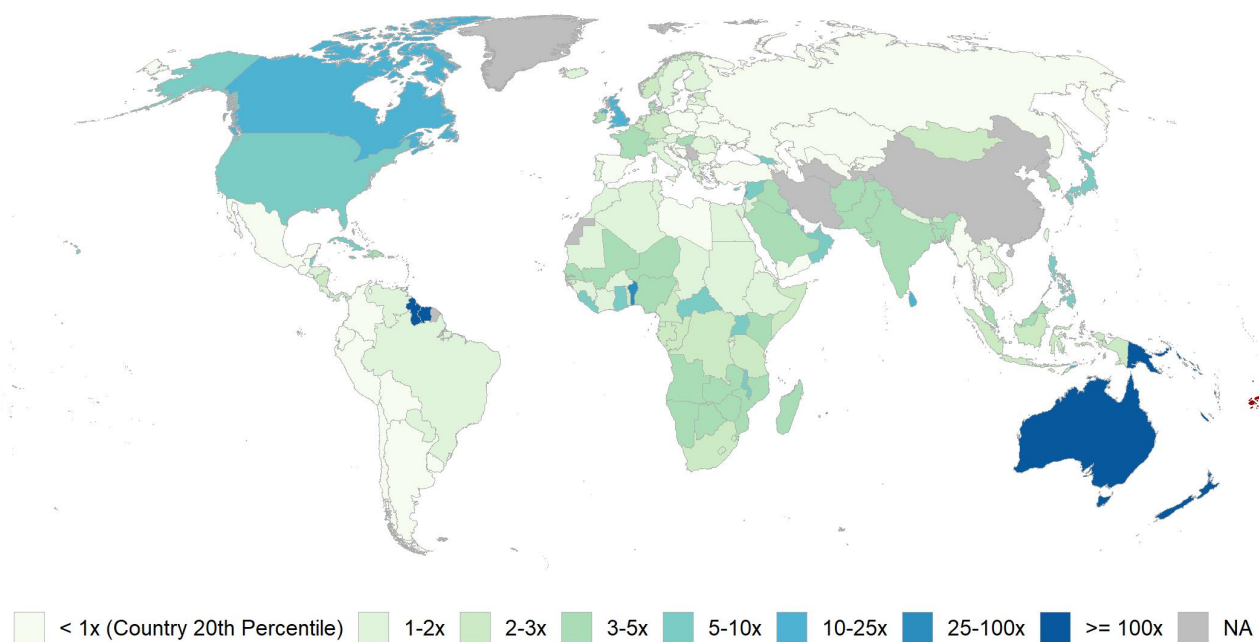 < 1x (Country 20th Percentile) 1-2x 2-3x 3-5x 5-10x 10-25x 25-100x >= 100x NA